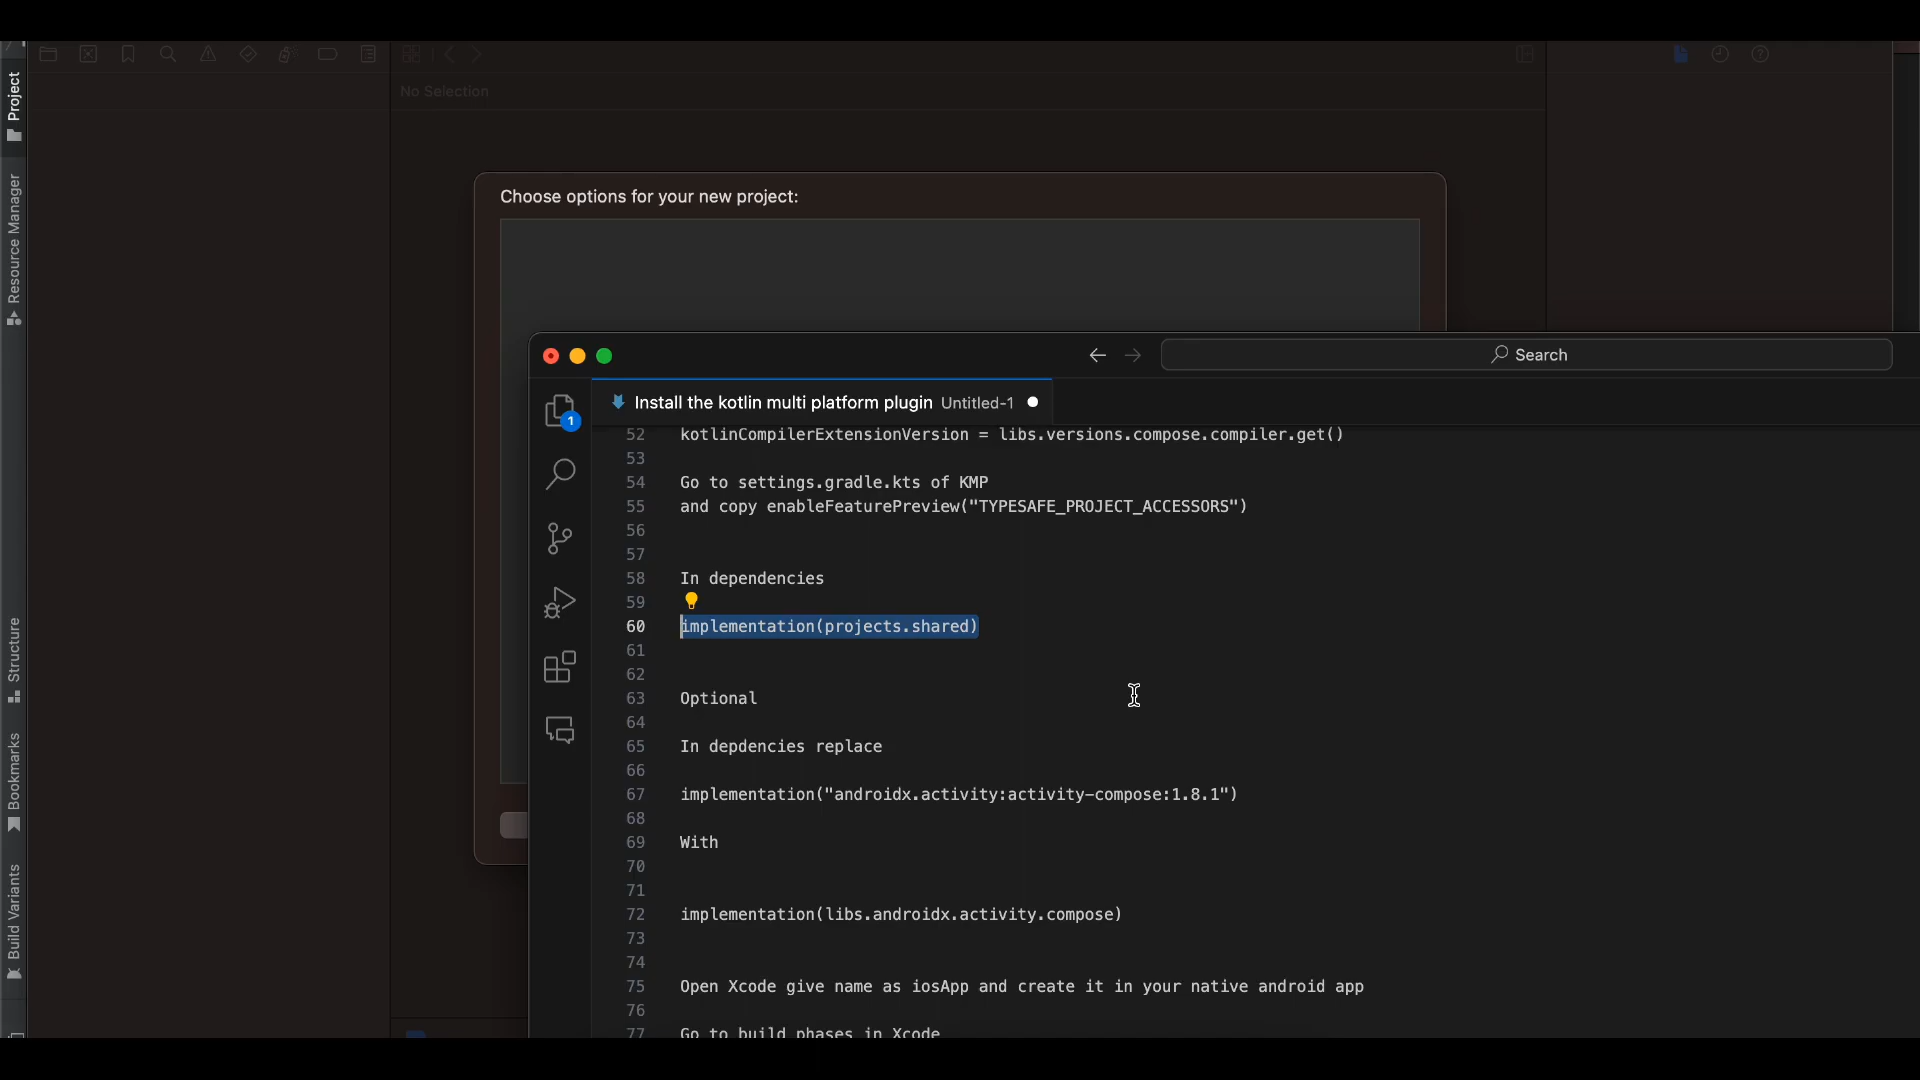 No Selection
Project
Resource Manager
Structure
Bookmarks
Build Variants
Choose options for your new project:
Search
Install the kotlin multi platform plugin Untitled-1
1
52 kotlinCompilerExtensionVersion = libs.versions.compose.compiler.get()
53
54 Go to settings.gradle.kts of KMP
55 and copy enableFeaturePreview("TYPESAFE_PROJECT_ACCESSORS")
56
57
58 In dependencies
59
60 implementation(projects.shared)
61
62
63 Optional
64
65 In depdencies replace
66
67 implementation("androidx.activity:activity-compose:1.8.1")
68
69 With
70
71
72 implementation(libs.androidx.activity.compose)
73
74
75 Open Xcode give name as iosApp and create it in your native android app
76
77 Go to build phases in Xcode